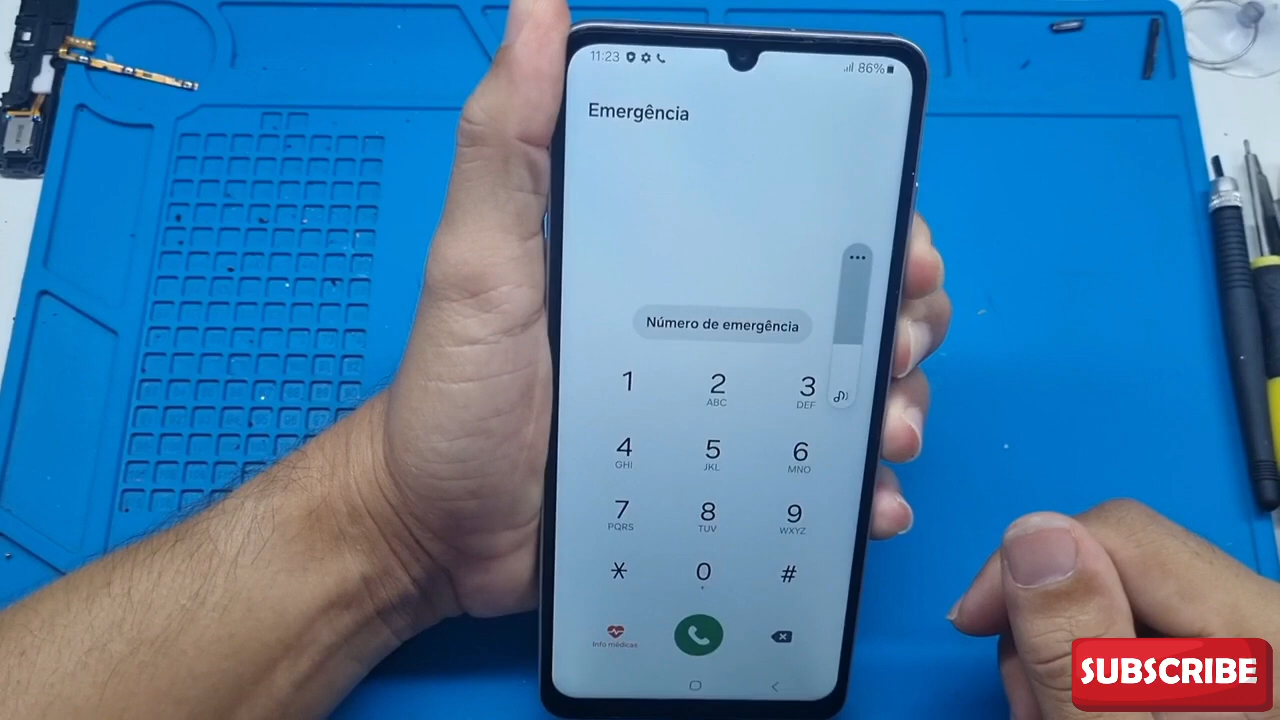 11:23
86%
Emergência
Número de emergência
1
2
ABC
3
DEF
4
GHI
5
JKL
6
MNO
7
PQRS
8
TUV
9
WXYZ
*
0
+
#
Info médicas
SUBSCRIBE